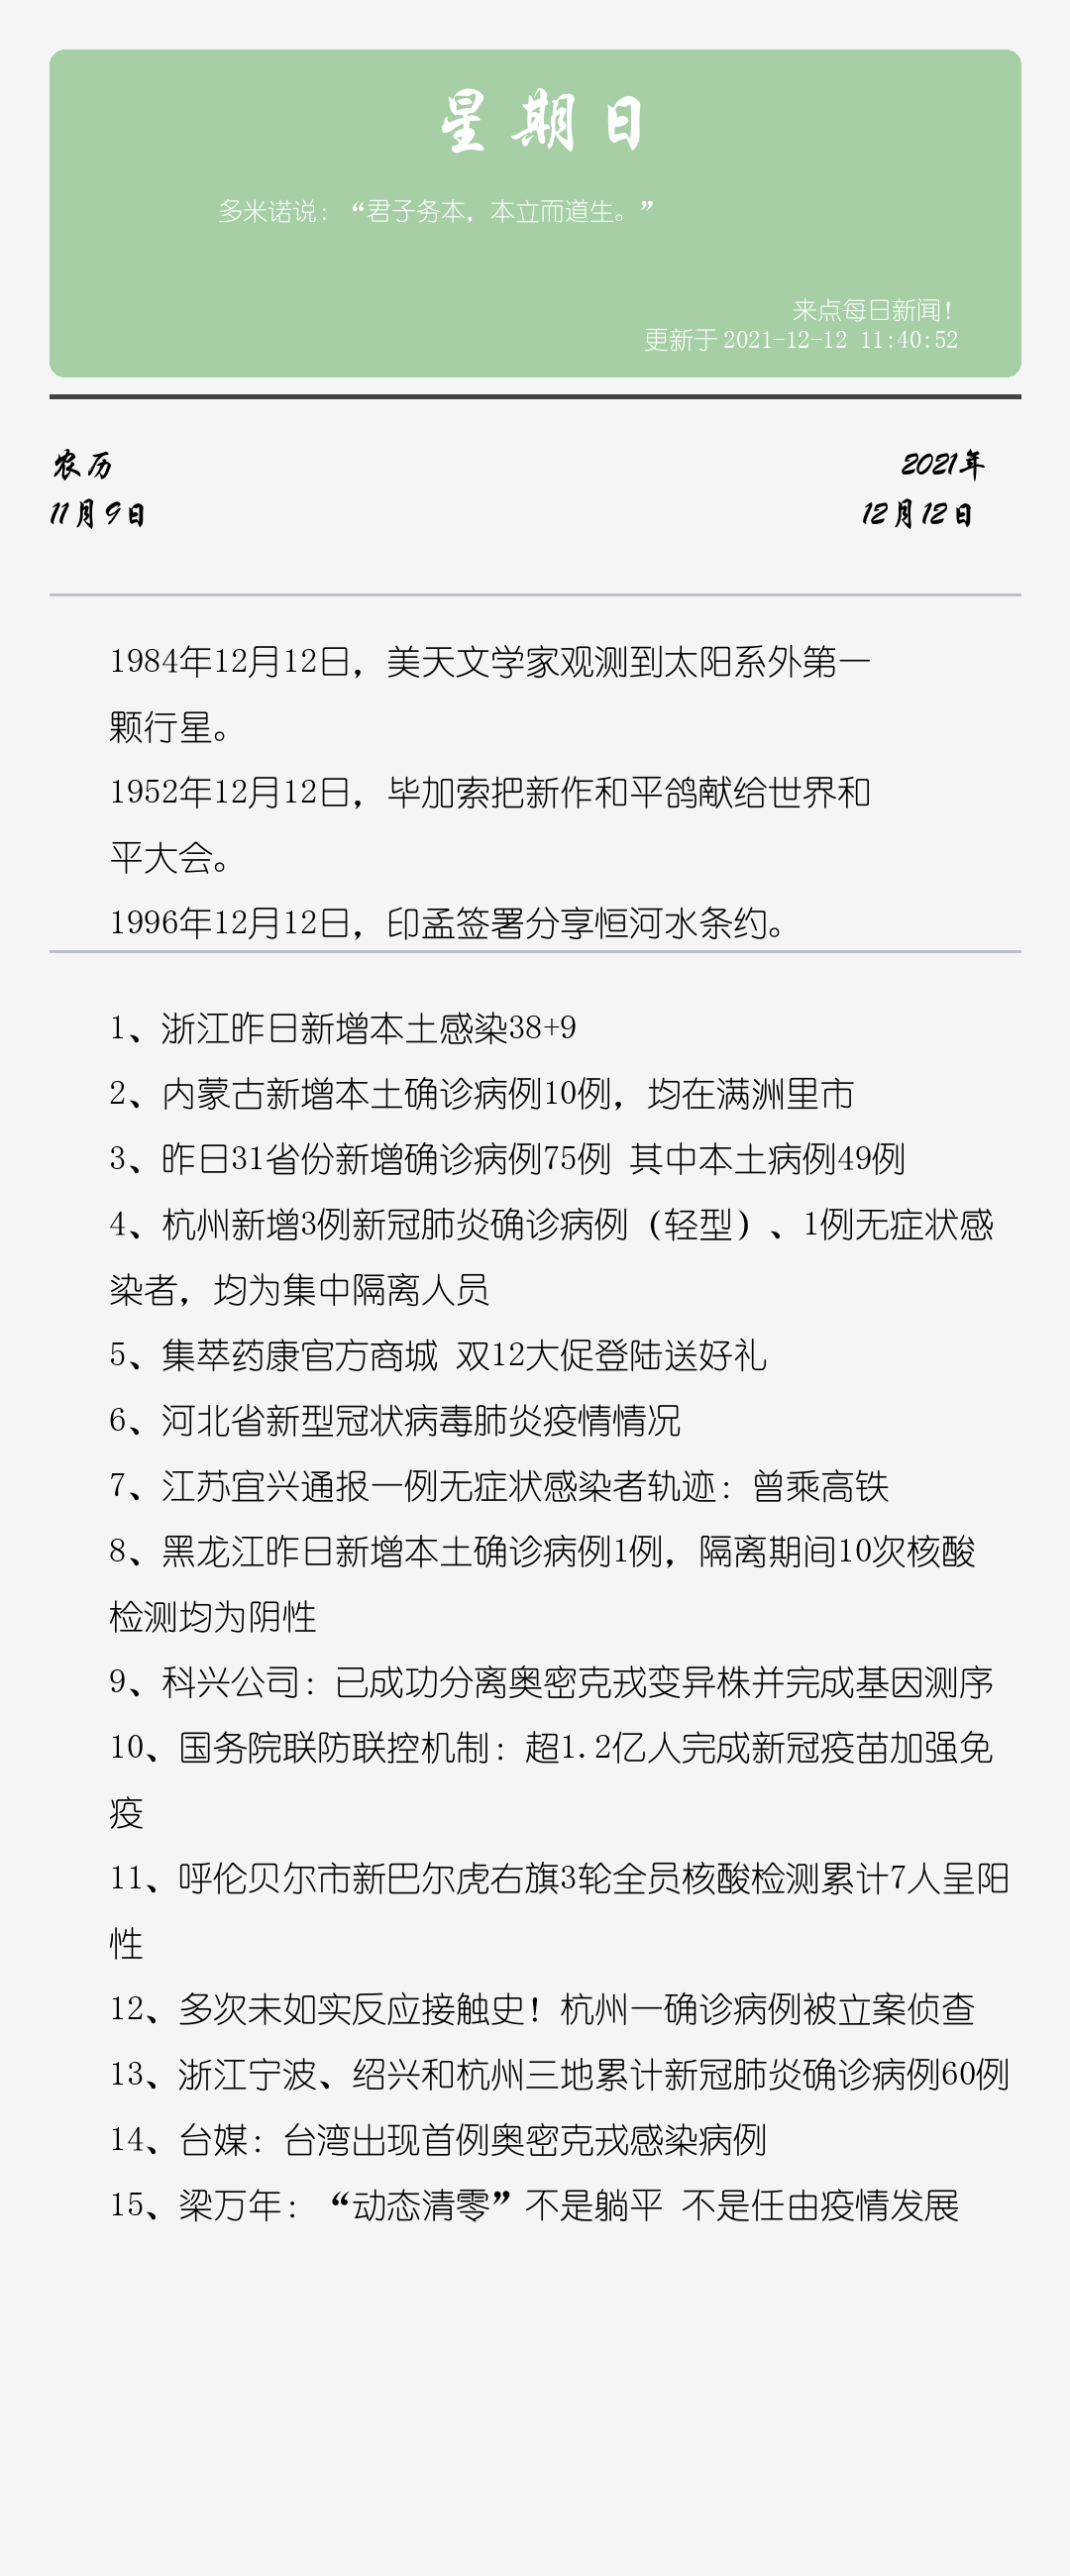 星期日
多米诺说：“君子务本，本立而道生。”
来点每日新闻！
更新于 2021-12-12 11:40:52
农历
2021年
11月9日
12月12日
1984年12月12日，美天文学家观测到太阳系外第一
颗行星。
1952年12月12日，毕加索把新作和平鸽献给世界和
平大会。
1996年12月12日，印孟签署分享恒河水条约。
1、浙江昨日新增本土感染38+9
2、内蒙古新增本土确诊病例10例，均在满洲里市
3、昨日31省份新增确诊病例75例 其中本土病例49例
4、杭州新增3例新冠肺炎确诊病例（轻型）、1例无症状感
染者，均为集中隔离人员
5、集萃药康官方商城 双12大促登陆送好礼
6、河北省新型冠状病毒肺炎疫情情况
7、江苏宜兴通报一例无症状感染者轨迹：曾乘高铁
8、黑龙江昨日新增本土确诊病例1例，隔离期间10次核酸
检测均为阴性
9、科兴公司：已成功分离奥密克戎变异株并完成基因测序
10、国务院联防联控机制：超1.2亿人完成新冠疫苗加强免
疫
11、呼伦贝尔市新巴尔虎右旗3轮全员核酸检测累计7人呈阳
性
12、多次未如实反应接触史！杭州一确诊病例被立案侦查
13、浙江宁波、绍兴和杭州三地累计新冠肺炎确诊病例60例
14、台媒：台湾出现首例奥密克戎感染病例
15、梁万年：“动态清零”不是躺平 不是任由疫情发展